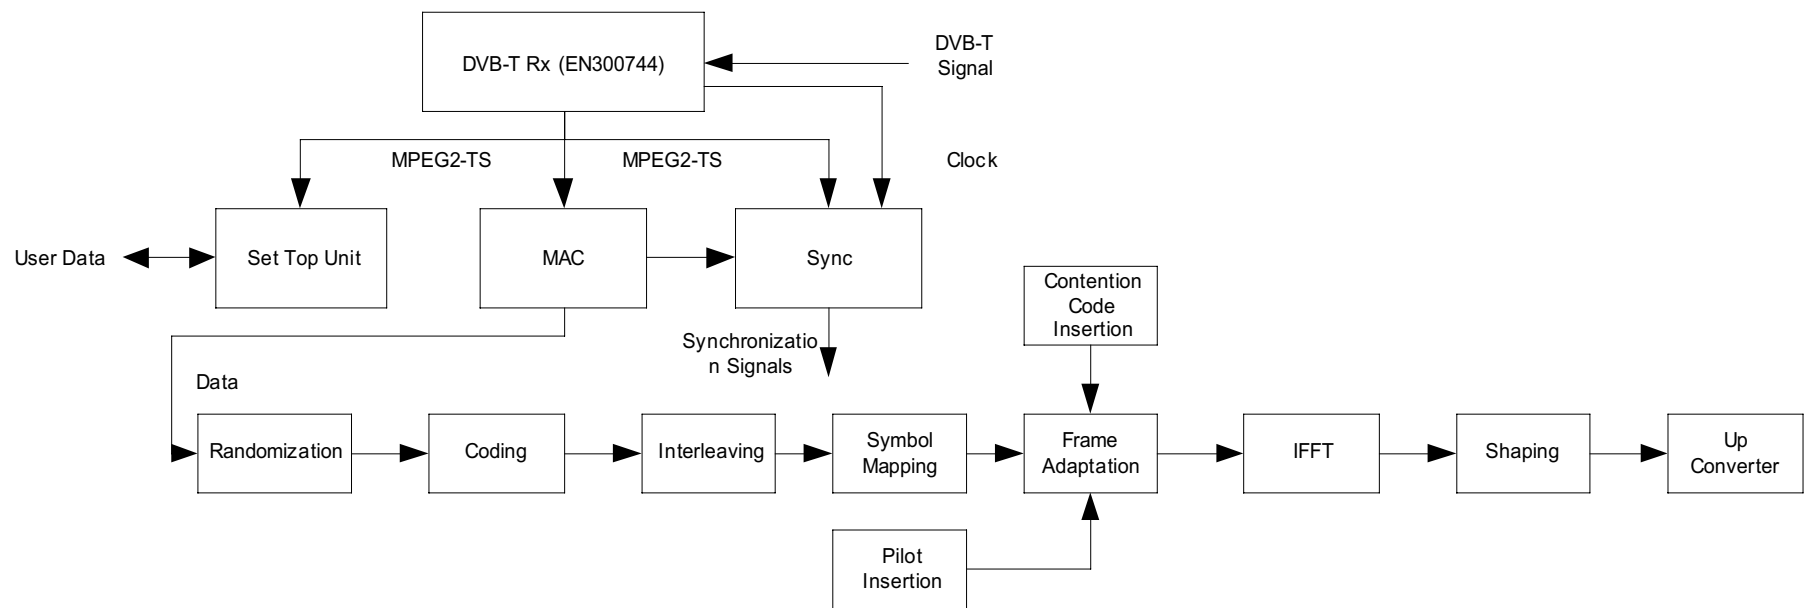 DVB-T Rx (EN300744)
DVB-T
Signal
MPEG2-TS
MPEG2-TS
Clock
User Data
Set Top Unit
MAC
Sync
Contention
Code
Insertion
Synchronizatio
n Signals
Data
Randomization
Coding
Interleaving
Symbol
Mapping
Frame
Adaptation
IFFT
Shaping
Up
Converter
Pilot
Insertion